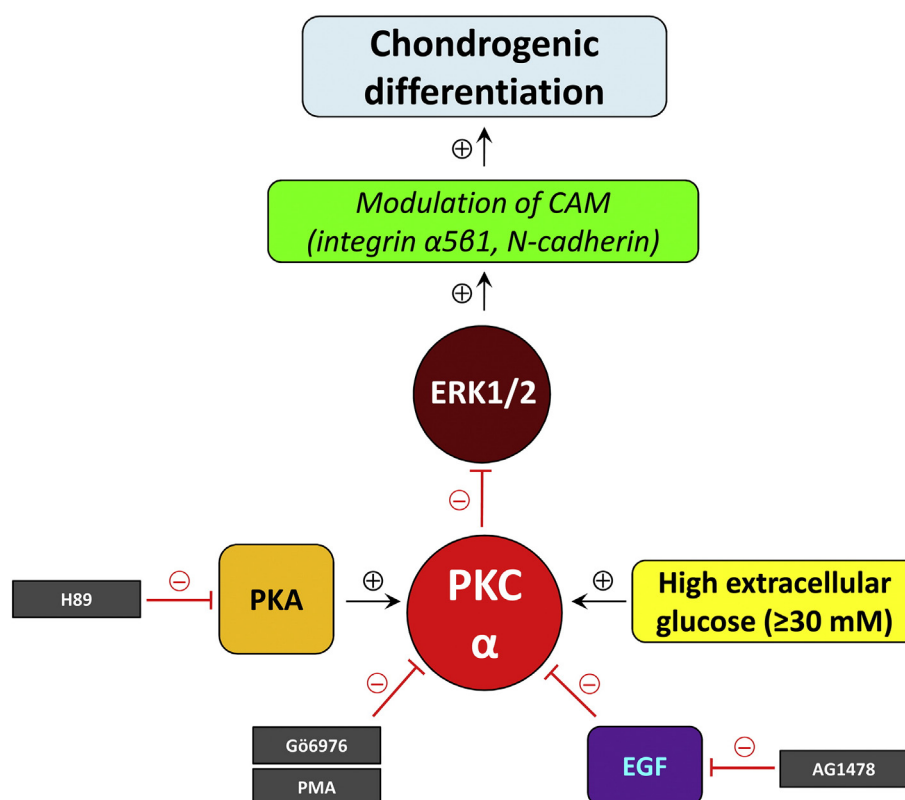 Chondrogenic
differentiation
⊕
Modulation of CAM
(integrin α5β1, N-cadherin)
⊕
ERK1/2
⊖
H89
⊖
PKA
⊕
PKC
α
⊕
High extracellular
glucose (≥30 mM)
⊖
⊖
Gö6976
PMA
EGF
⊖
AG1478